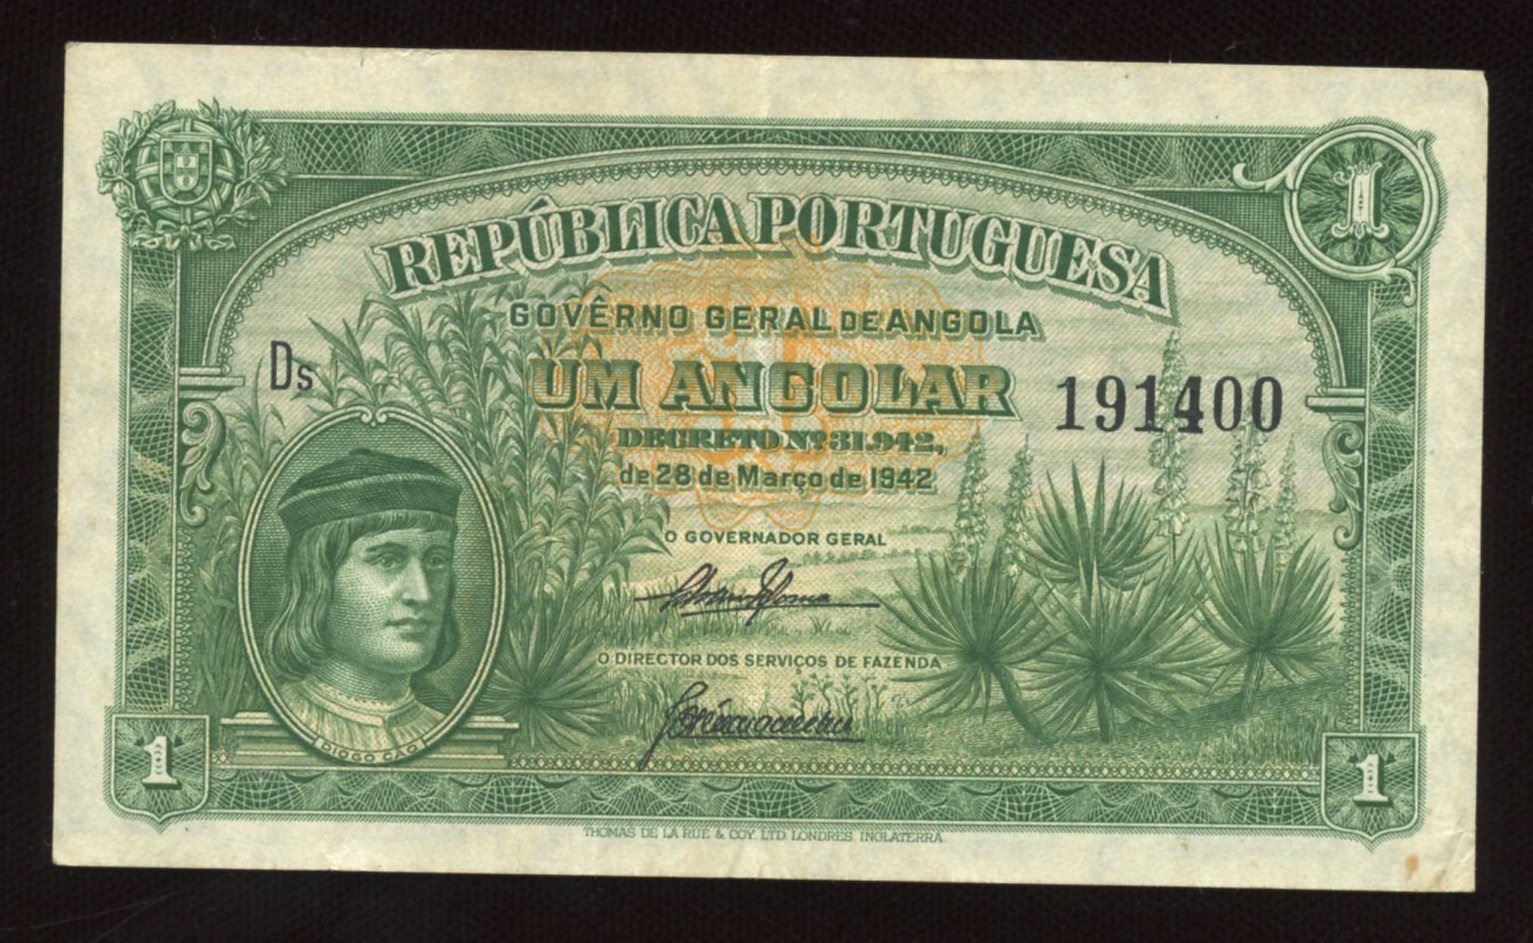 1
REPÚBLICA PORTUGUESA
GOVÊRNO GERAL DE ANGOLA
UM ANGOLAR
Ds
191400
DECRETO Nº 31.942,
de 28 de Março de 1942
O GOVERNADOR GERAL
O DIRECTOR DOS SERVIÇOS DE FAZENDA
DIOGO CÃO
1
1
THOMAS DE LA RUE & COY. LTD. LONDRES, INGLATERRA.